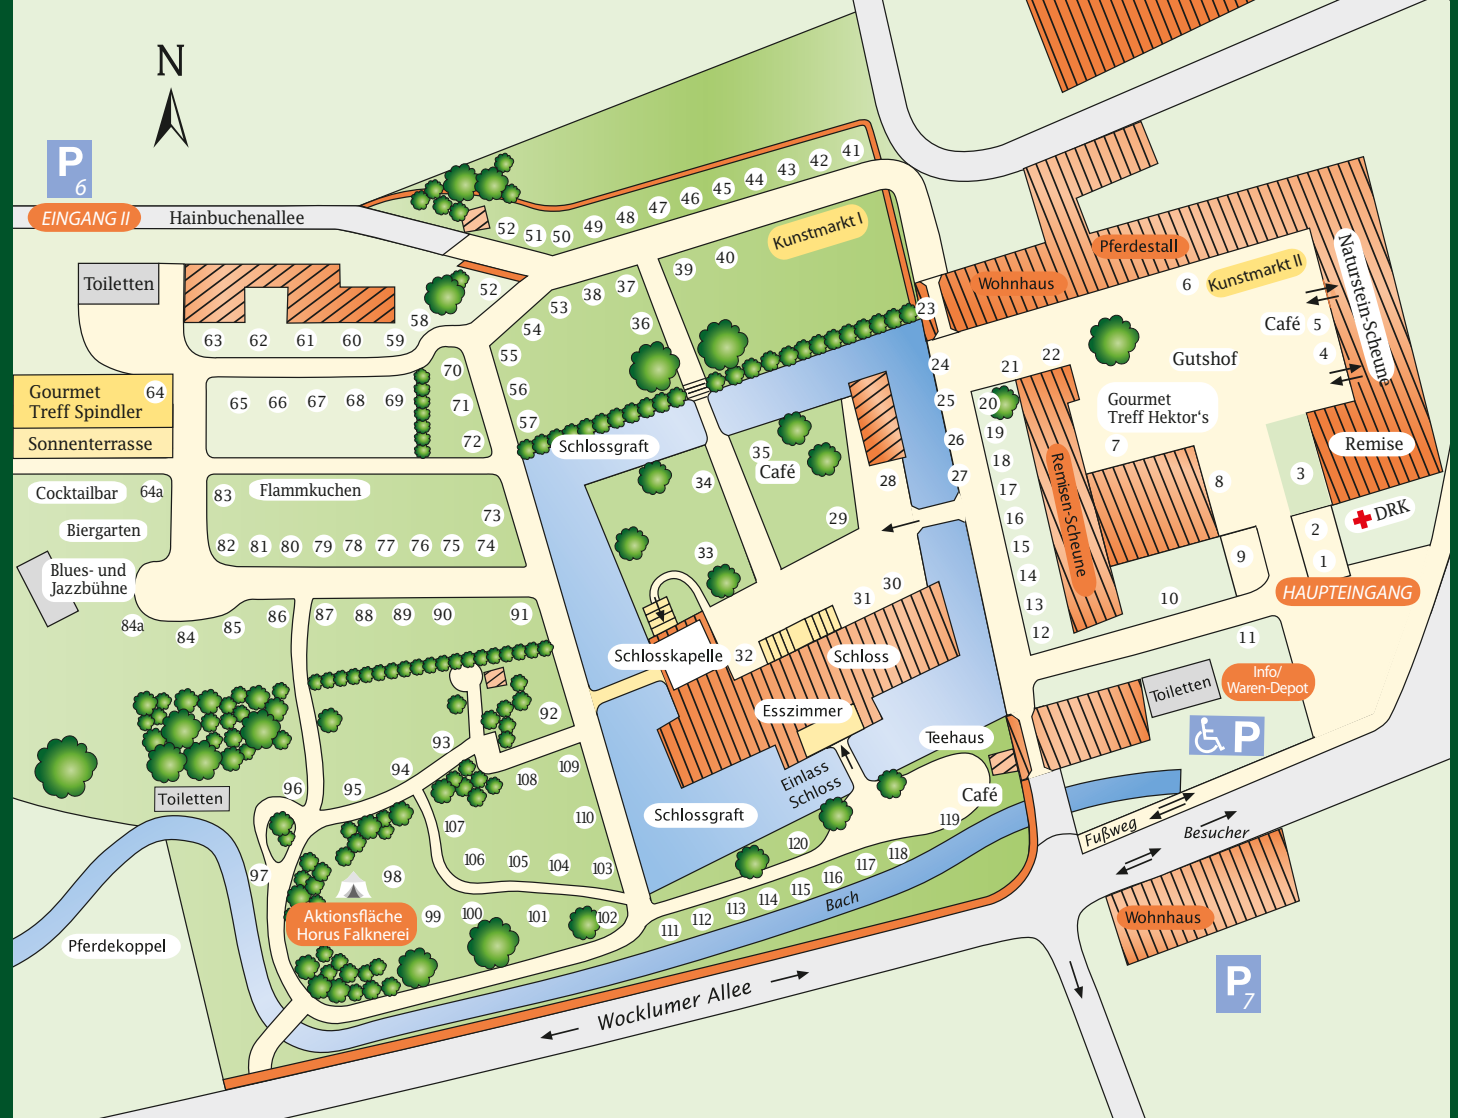 N
P
6
EINGANG II
Hainbuchenallee
41
42
43
44
45
46
47
48
49
50
51
52
Kunstmarkt I
40
39
38
37
36
53
54
55
56
57
Toiletten
52
58
59
60
61
62
63
Gourmet
Treff Spindler
64
Sonnenterrasse
65
66
67
68
69
70
71
72
Cocktailbar
64a
Biergarten
Blues- und
Jazzbühne
83
Flammkuchen
73
82
81
80
79
78
77
76
75
74
84a
84
85
86
87
88
89
90
91
92
93
94
95
96
97
Toiletten
Pferdekoppel
98
Aktionsfläche
Horus Falknerei
99
100
101
102
103
104
105
106
107
108
109
110
Schlossgraft
34
35
Café
33
29
28
30
31
32
Schlosskapelle
Schloss
Esszimmer
Einlass
Schloss
Schlossgraft
Teehaus
Café
120
119
118
117
116
115
114
113
112
111
Bach
Wocklumer Allee
Wohnhaus
Pferdestall
Kunstmarkt II
Naturstein-Scheune
6
Café
5
4
Gutshof
Gourmet
Treff Hektor's
7
8
Remisen-Scheune
23
24
25
26
27
22
21
20
19
18
17
16
15
14
13
12
Remise
3
DRK
2
1
9
10
11
HAUPTEINGANG
Info/
Waren-Depot
Toiletten
P
Fußweg
Besucher
Wohnhaus
P
7